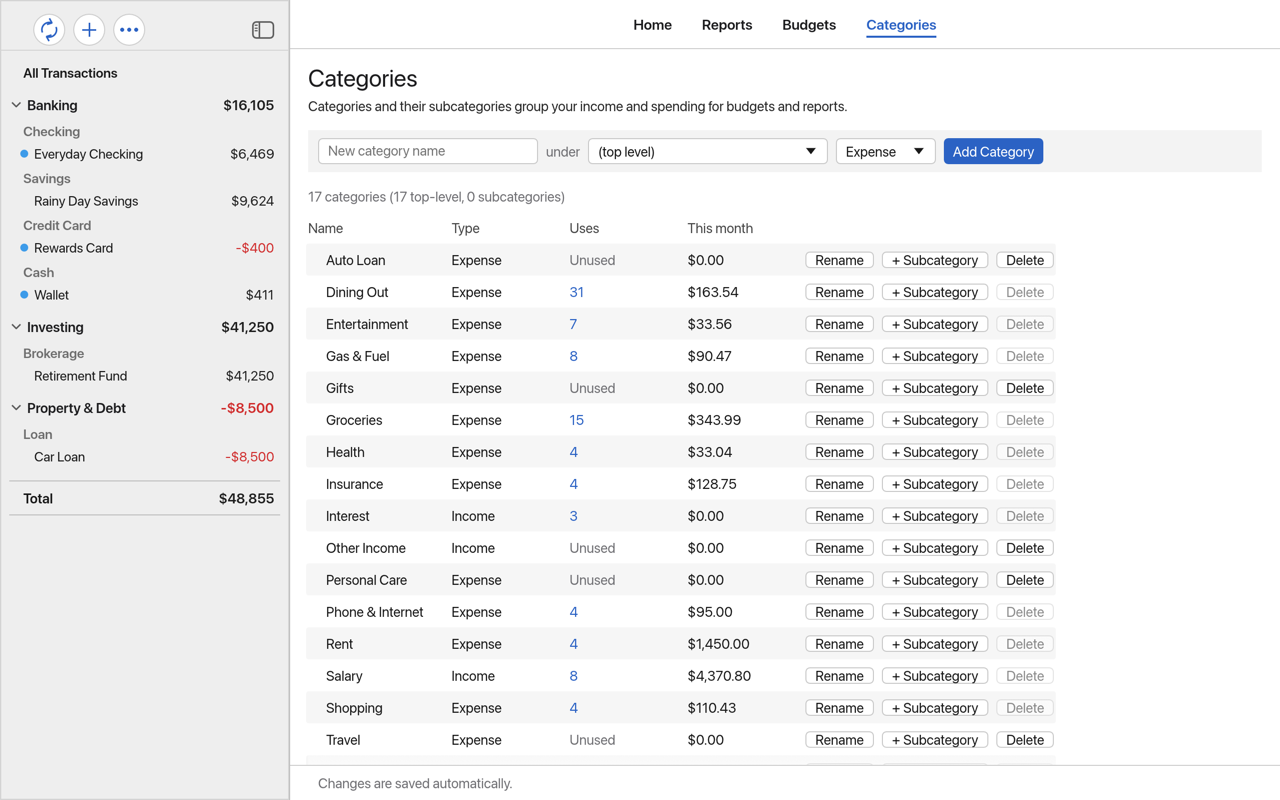 All Transactions
Banking $16,105
Checking
Everyday Checking $6,469
Savings
Rainy Day Savings $9,624
Credit Card
Rewards Card -$400
Cash
Wallet $411
Investing $41,250
Brokerage
Retirement Fund $41,250
Property & Debt -$8,500
Loan
Car Loan -$8,500
Total $48,855
Home Reports Budgets Categories
Categories
Categories and their subcategories group your income and spending for budgets and reports.
New category name under (top level) Expense Add Category
17 categories (17 top-level, 0 subcategories)
Name Type Uses This month
Auto Loan Expense Unused $0.00 Rename + Subcategory Delete
Dining Out Expense 31 $163.54 Rename + Subcategory Delete
Entertainment Expense 7 $33.56 Rename + Subcategory Delete
Gas & Fuel Expense 8 $90.47 Rename + Subcategory Delete
Gifts Expense Unused $0.00 Rename + Subcategory Delete
Groceries Expense 15 $343.99 Rename + Subcategory Delete
Health Expense 4 $33.04 Rename + Subcategory Delete
Insurance Expense 4 $128.75 Rename + Subcategory Delete
Interest Income 3 $0.00 Rename + Subcategory Delete
Other Income Income Unused $0.00 Rename + Subcategory Delete
Personal Care Expense Unused $0.00 Rename + Subcategory Delete
Phone & Internet Expense 4 $95.00 Rename + Subcategory Delete
Rent Expense 4 $1,450.00 Rename + Subcategory Delete
Salary Income 8 $4,370.80 Rename + Subcategory Delete
Shopping Expense 4 $110.43 Rename + Subcategory Delete
Travel Expense Unused $0.00 Rename + Subcategory Delete
Changes are saved automatically.